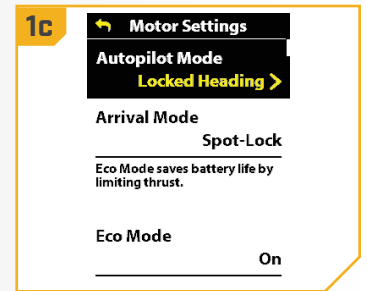 1c
Motor Settings
Autopilot Mode
Locked Heading >
Arrival Mode
Spot-Lock
Eco Mode saves battery life by
limiting thrust.
Eco Mode
On